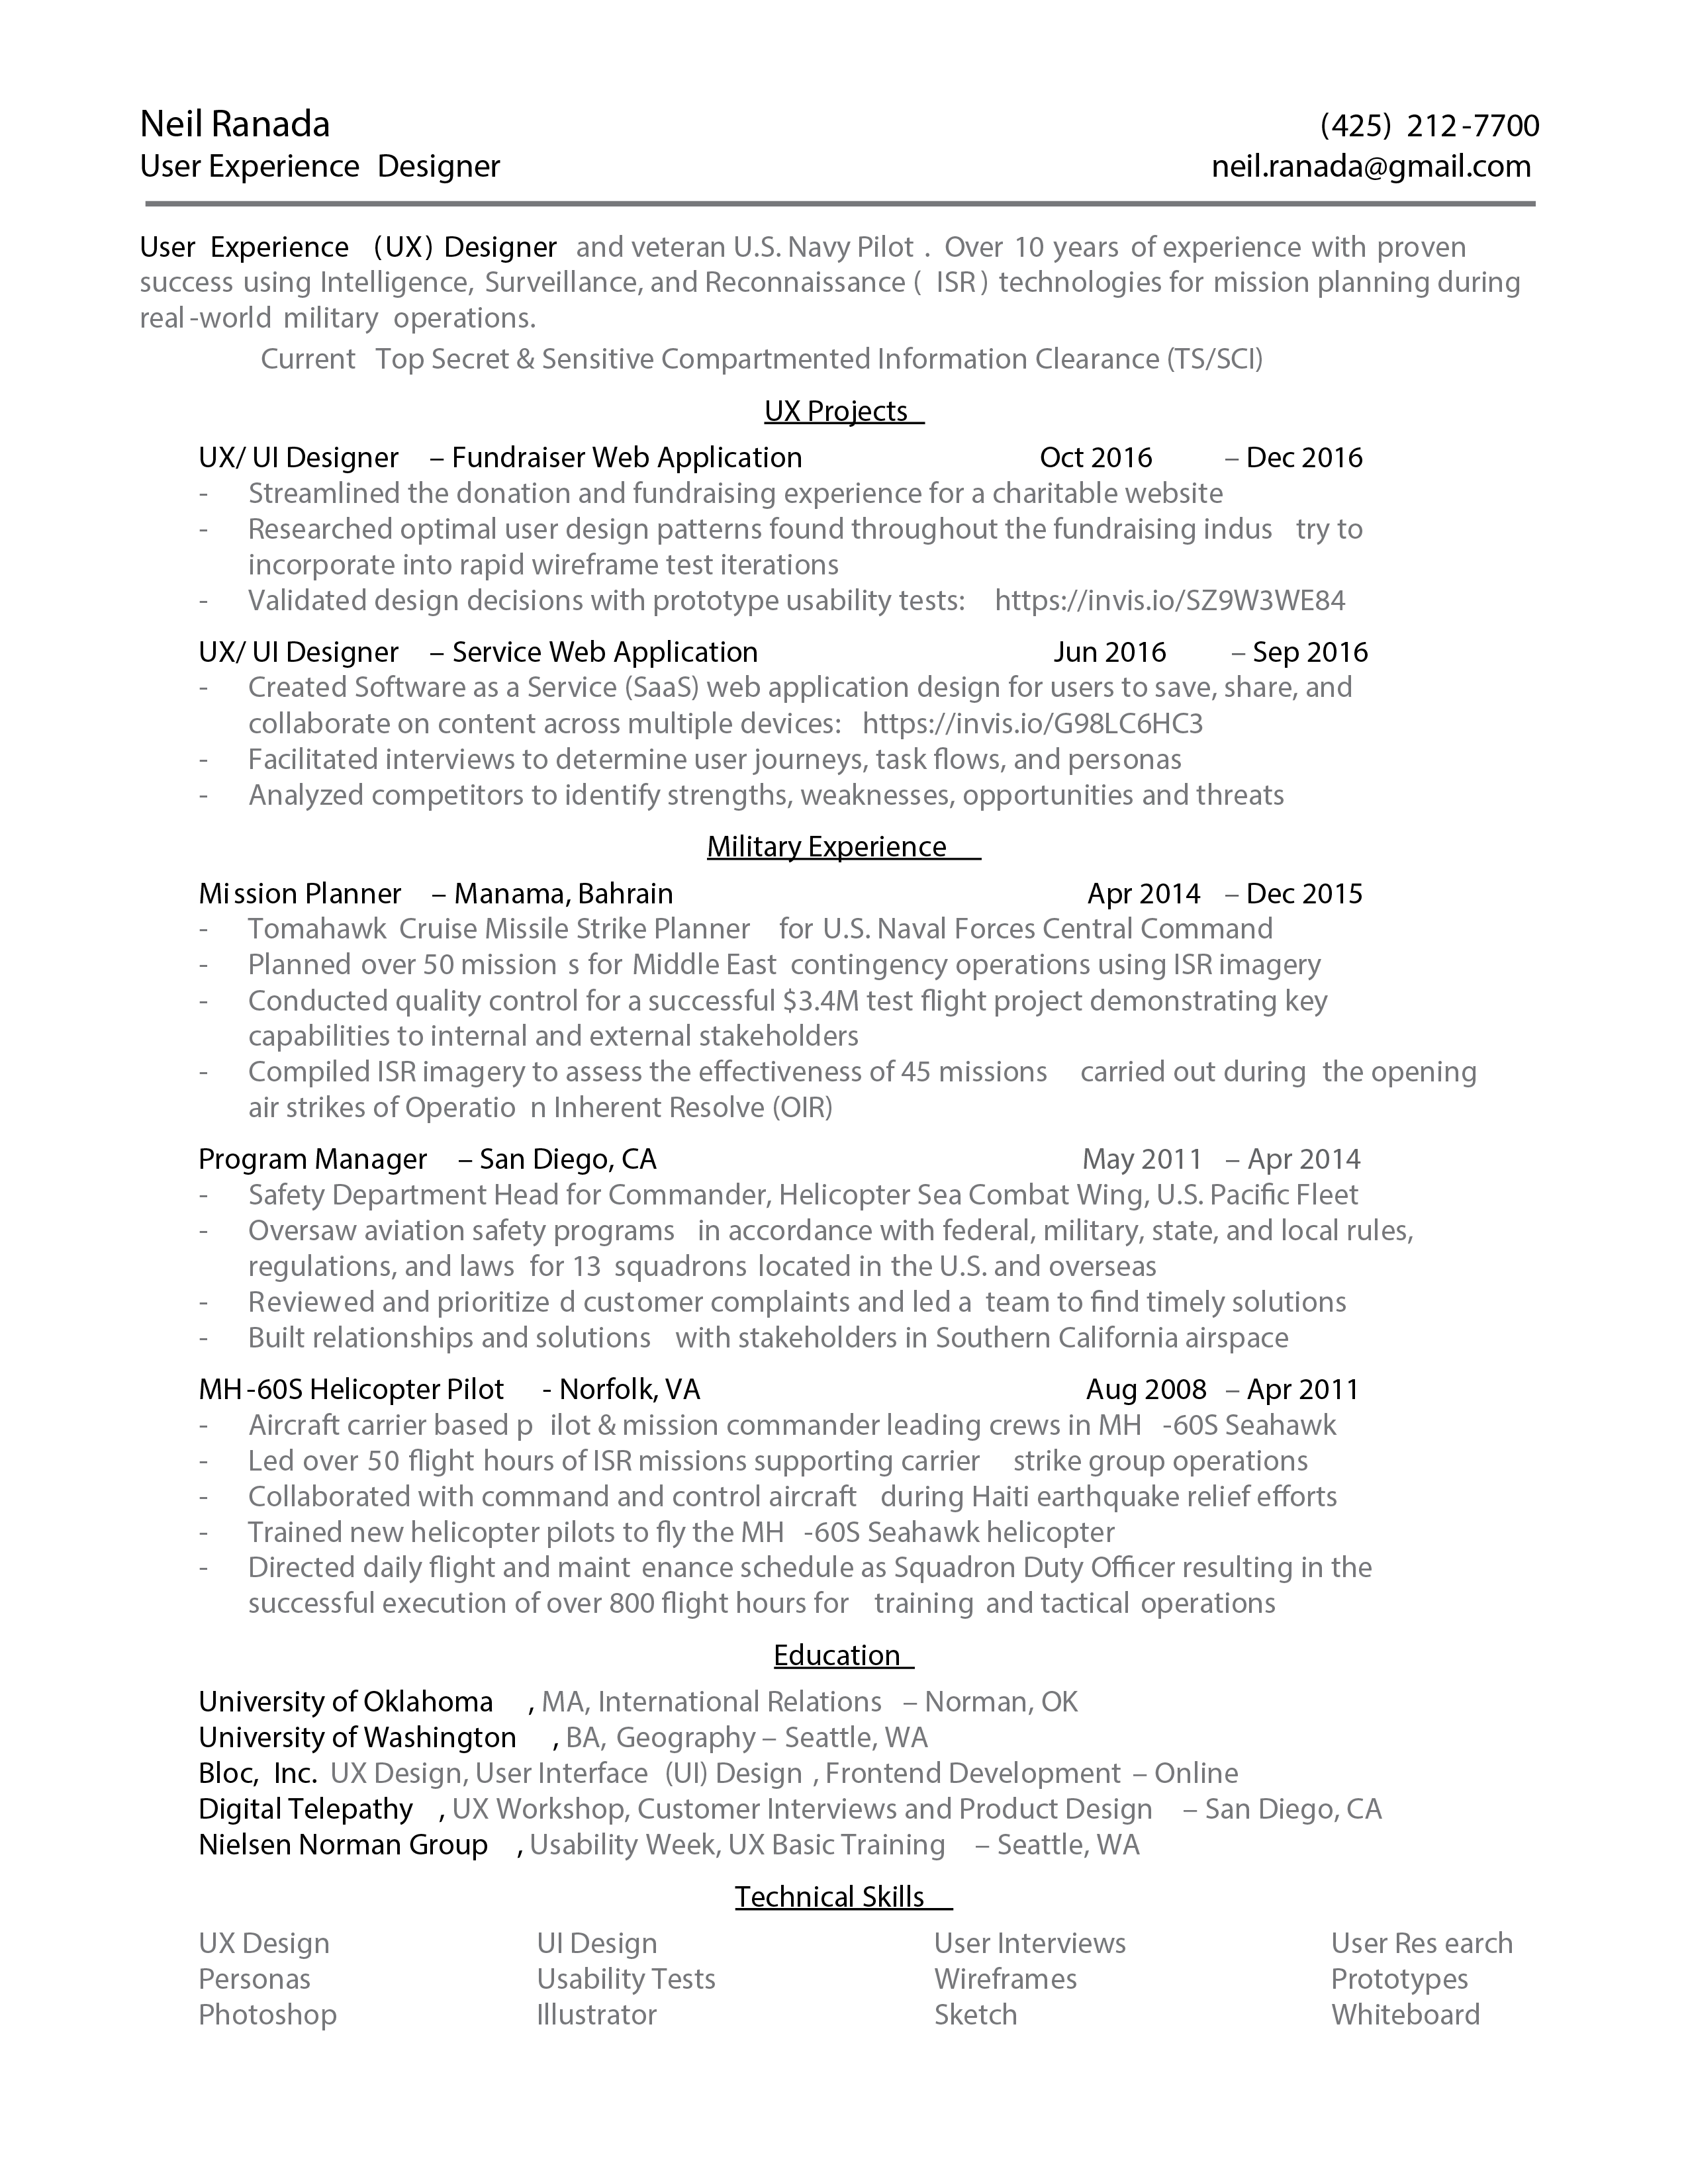 Neil Ranada (425) 212-7700
User Experience Designer neil.ranada@gmail.com
User Experience (UX) Designer and veteran U.S. Navy Pilot . Over 10 years of experience with proven
success using Intelligence, Surveillance, and Reconnaissance ( ISR ) technologies for mission planning during
real-world military operations.
Current Top Secret & Sensitive Compartmented Information Clearance (TS/SCI)
UX Projects
UX/ UI Designer – Fundraiser Web Application Oct 2016 – Dec 2016
- Streamlined the donation and fundraising experience for a charitable website
- Researched optimal user design patterns found throughout the fundraising indus try to
incorporate into rapid wireframe test iterations
- Validated design decisions with prototype usability tests: https://invis.io/SZ9W3WE84
UX/ UI Designer – Service Web Application Jun 2016 – Sep 2016
- Created Software as a Service (SaaS) web application design for users to save, share, and
collaborate on content across multiple devices: https://invis.io/G98LC6HC3
- Facilitated interviews to determine user journeys, task flows, and personas
- Analyzed competitors to identify strengths, weaknesses, opportunities and threats
Military Experience
Mission Planner – Manama, Bahrain Apr 2014 – Dec 2015
- Tomahawk Cruise Missile Strike Planner for U.S. Naval Forces Central Command
- Planned over 50 mission s for Middle East contingency operations using ISR imagery
- Conducted quality control for a successful $3.4M test flight project demonstrating key
capabilities to internal and external stakeholders
- Compiled ISR imagery to assess the effectiveness of 45 missions carried out during the opening
air strikes of Operatio n Inherent Resolve (OIR)
Program Manager – San Diego, CA May 2011 – Apr 2014
- Safety Department Head for Commander, Helicopter Sea Combat Wing, U.S. Pacific Fleet
- Oversaw aviation safety programs in accordance with federal, military, state, and local rules,
regulations, and laws for 13 squadrons located in the U.S. and overseas
- Reviewed and prioritize d customer complaints and led a team to find timely solutions
- Built relationships and solutions with stakeholders in Southern California airspace
MH-60S Helicopter Pilot - Norfolk, VA Aug 2008 – Apr 2011
- Aircraft carrier based p ilot & mission commander leading crews in MH -60S Seahawk
- Led over 50 flight hours of ISR missions supporting carrier strike group operations
- Collaborated with command and control aircraft during Haiti earthquake relief efforts
- Trained new helicopter pilots to fly the MH -60S Seahawk helicopter
- Directed daily flight and maint enance schedule as Squadron Duty Officer resulting in the
successful execution of over 800 flight hours for training and tactical operations
Education
University of Oklahoma , MA, International Relations – Norman, OK
University of Washington , BA, Geography – Seattle, WA
Bloc, Inc. UX Design, User Interface (UI) Design , Frontend Development – Online
Digital Telepathy , UX Workshop, Customer Interviews and Product Design – San Diego, CA
Nielsen Norman Group , Usability Week, UX Basic Training – Seattle, WA
Technical Skills
UX Design UI Design User Interviews User Res earch
Personas Usability Tests Wireframes Prototypes
Photoshop Illustrator Sketch Whiteboard